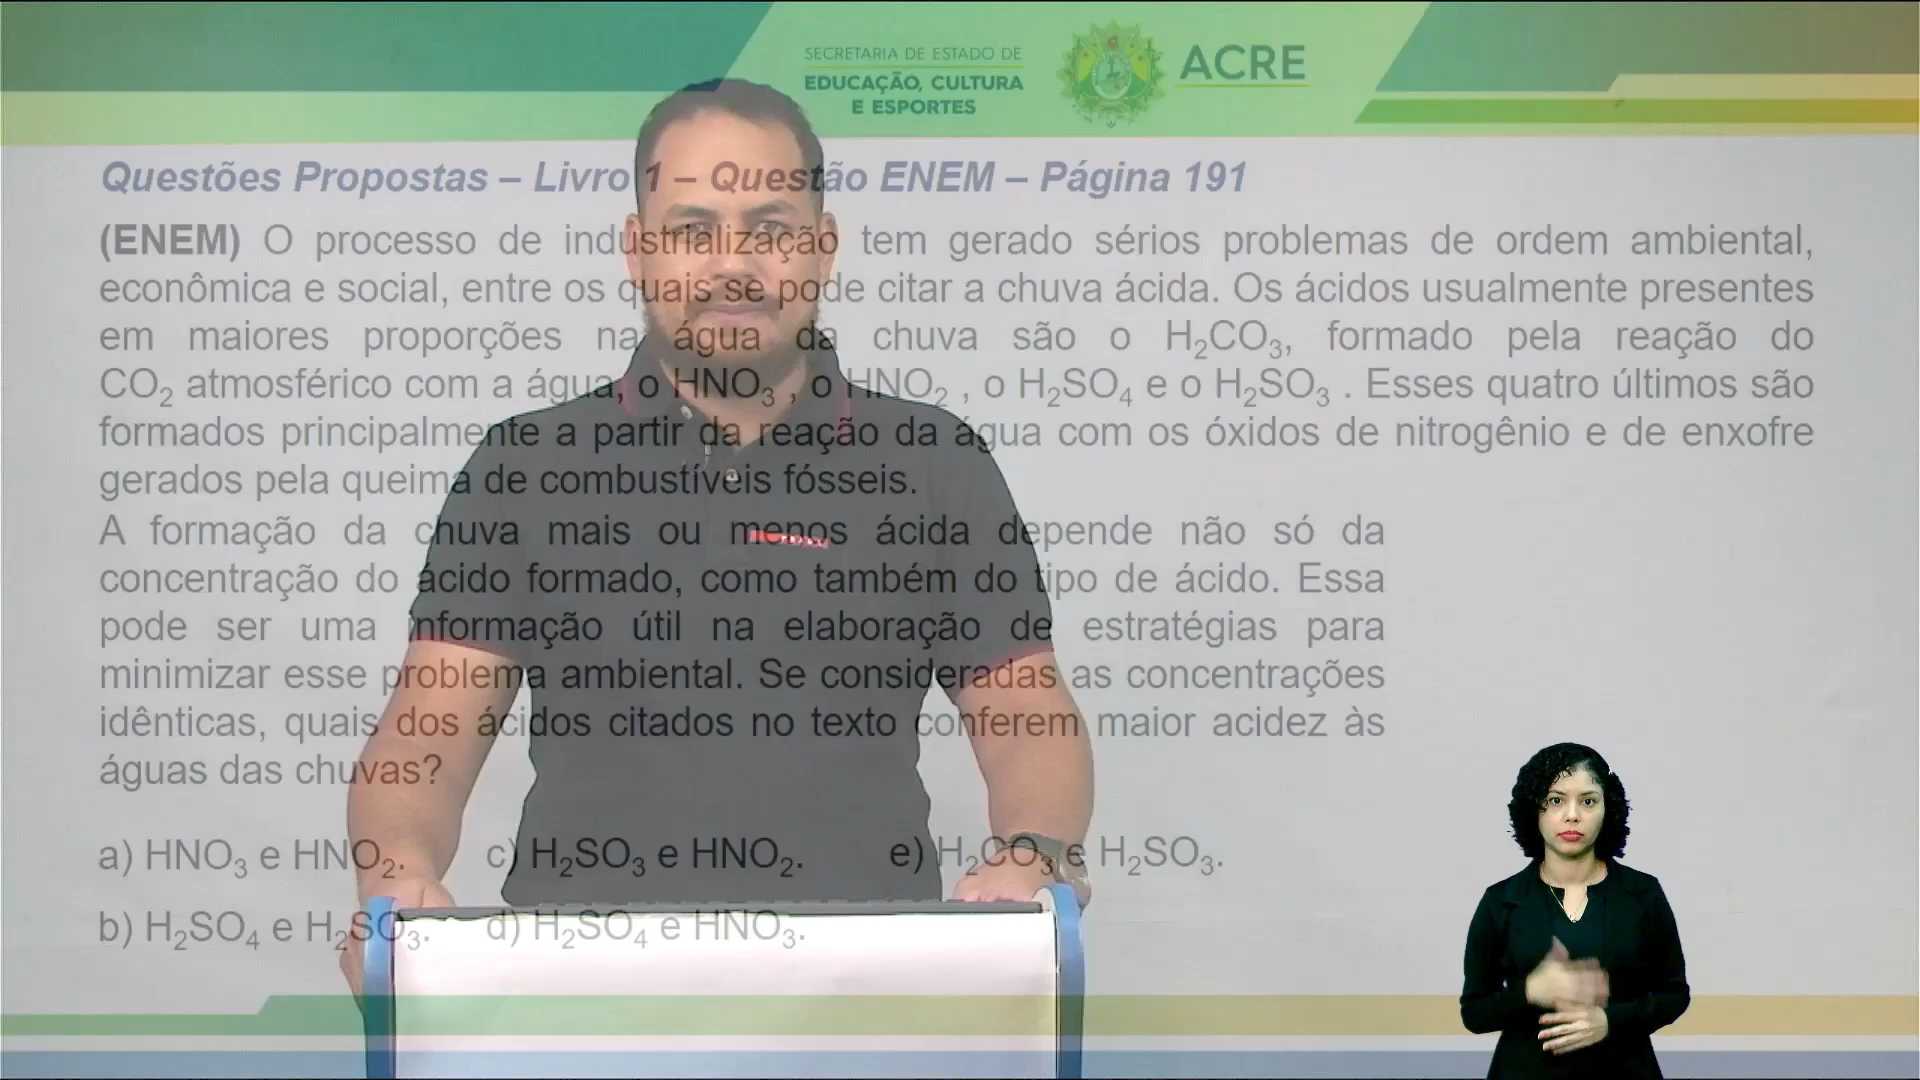 SECRETARIA DE ESTADO DE
EDUCAÇÃO, CULTURA
E ESPORTES
ACRE
Questões Propostas – Livro 1 – Questão ENEM – Página 191
(ENEM) O processo de industrialização tem gerado sérios problemas de ordem ambiental,
econômica e social, entre os quais se pode citar a chuva ácida. Os ácidos usualmente presentes
em maiores proporções na água da chuva são o H₂CO₃, formado pela reação do
CO₂ atmosférico com a água, o HNO₃ , o HNO₂ , o H₂SO₄ e o H₂SO₃ . Esses quatro últimos são
formados principalmente a partir da reação da água com os óxidos de nitrogênio e de enxofre
gerados pela queima de combustíveis fósseis.
A formação da chuva mais ou menos ácida depende não só da
concentração do ácido formado, como também do tipo de ácido. Essa
pode ser uma informação útil na elaboração de estratégias para
minimizar esse problema ambiental. Se consideradas as concentrações
idênticas, quais dos ácidos citados no texto conferem maior acidez às
águas das chuvas?
a) HNO₃ e HNO₂. c) H₂SO₃ e HNO₂. e) H₂CO₃ e H₂SO₃.
b) H₂SO₄ e H₂SO₃. d) H₂SO₄ e HNO₃.